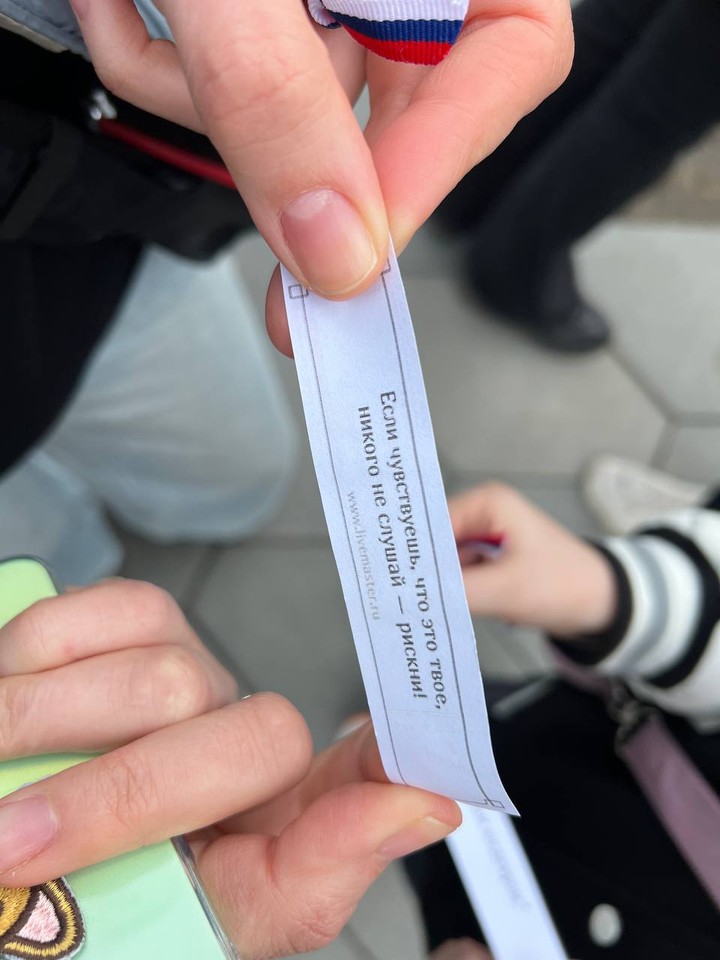 Если чувствуешь, что это твое,
никого не слушай — рискни!
www.livemaster.ru